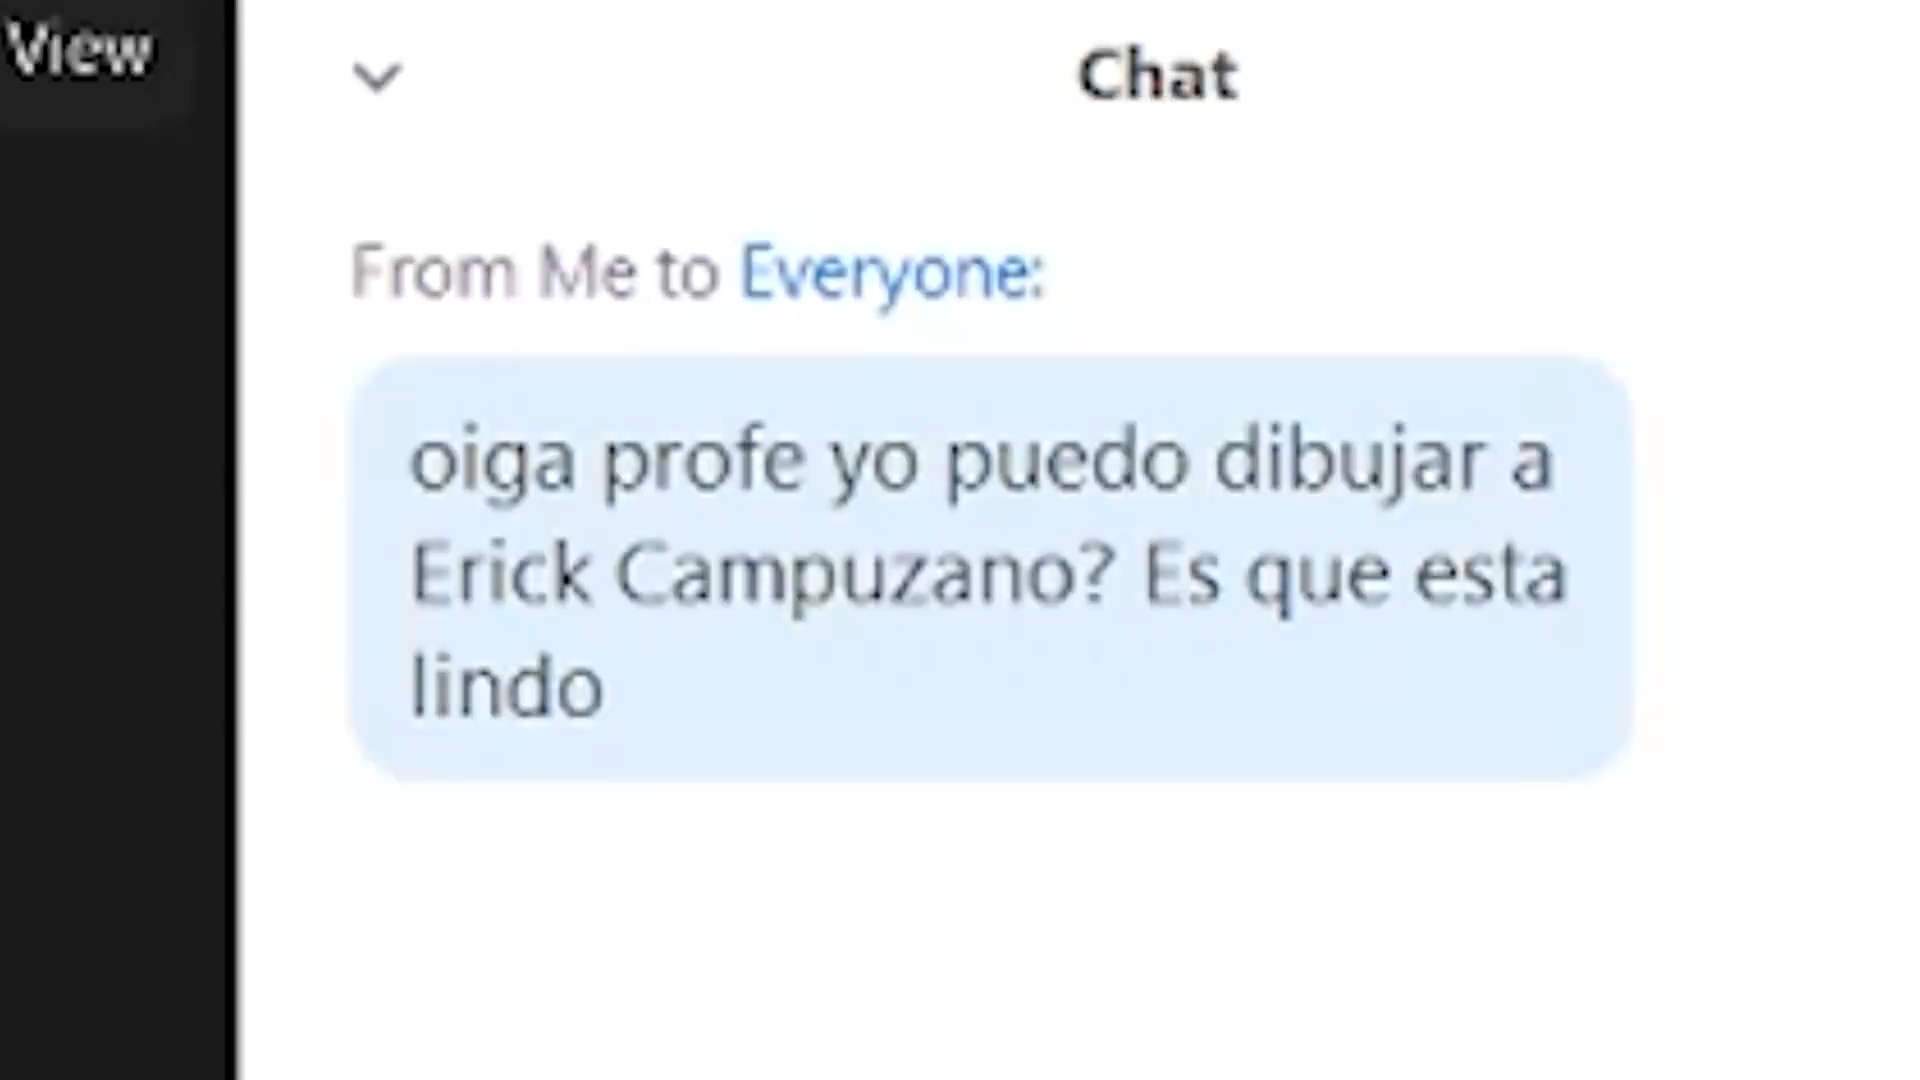 View
Chat
From Me to Everyone:
oiga profe yo puedo dibujar a
Erick Campuzano? Es que esta
lindo